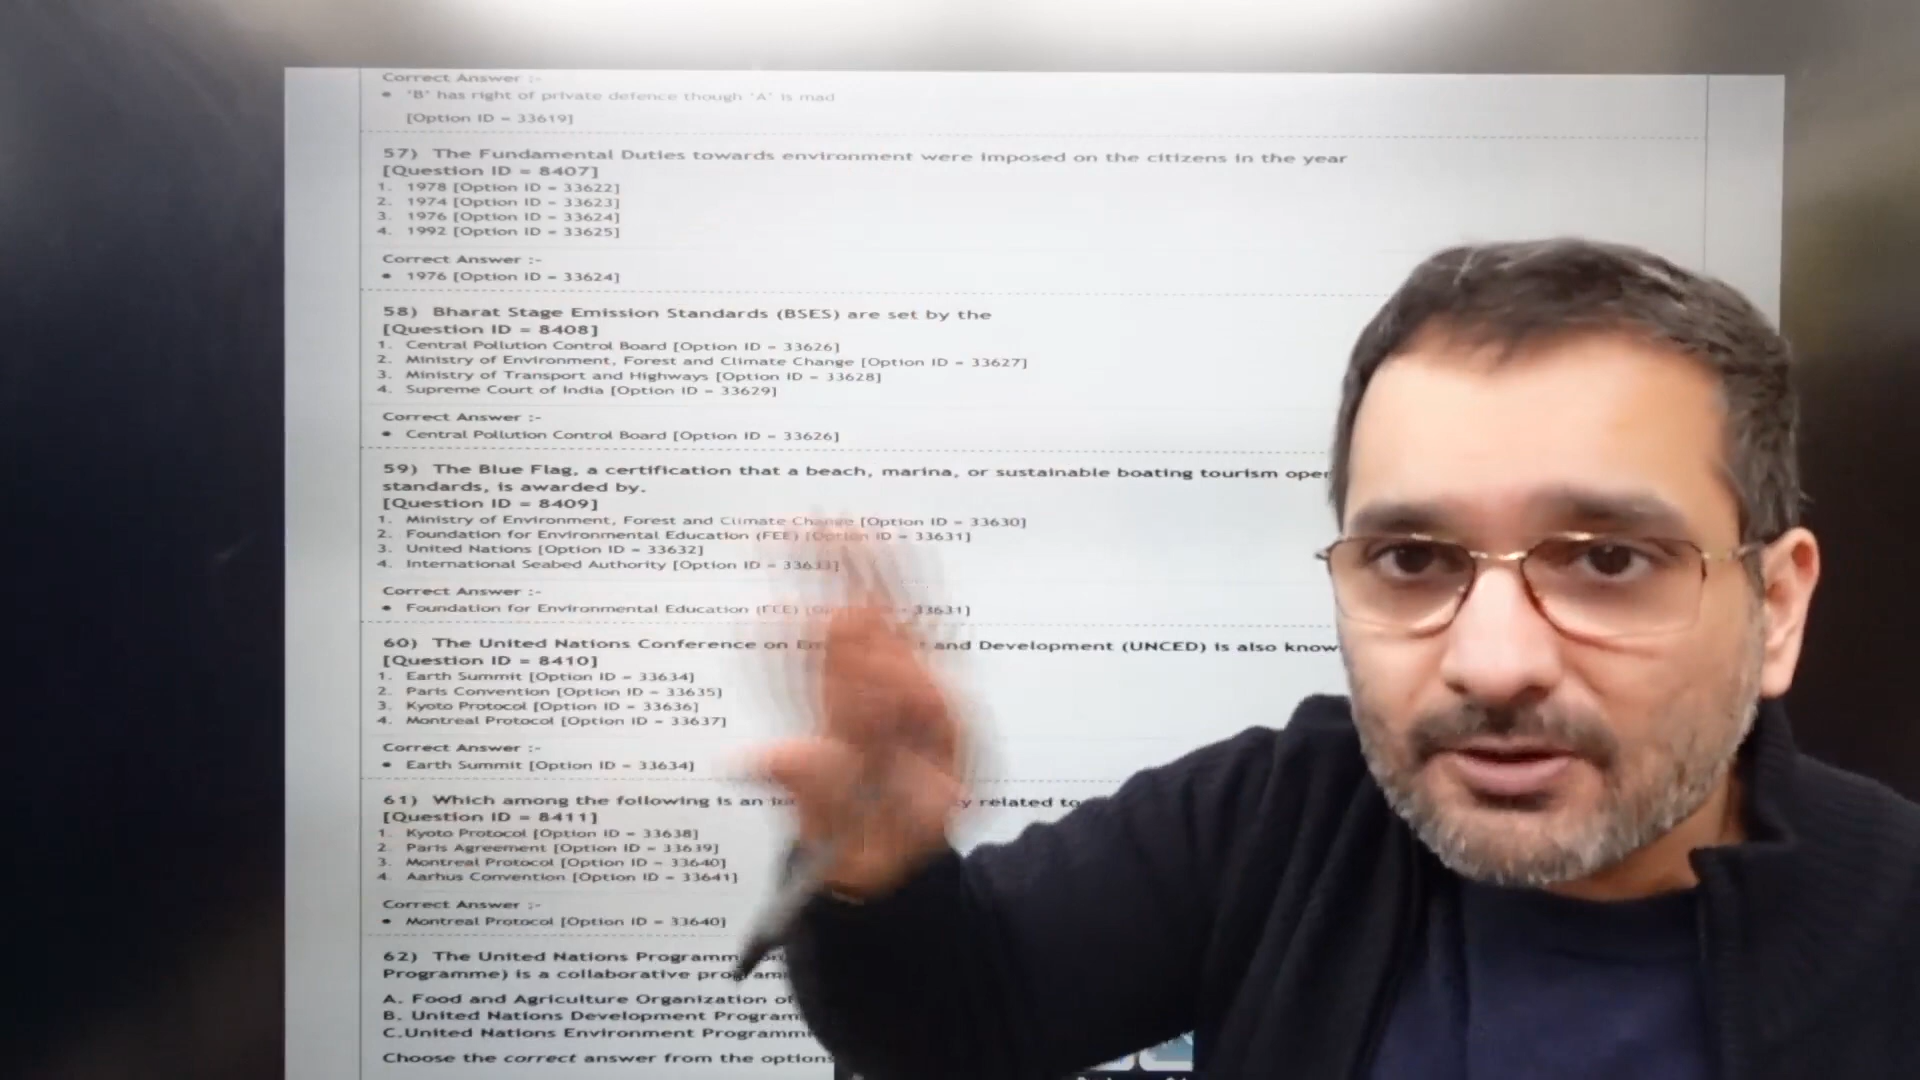 Correct Answer :-
• 'B' has right of private defence though 'A' is mad
[Option ID = 33619]
57) The Fundamental Duties towards environment were imposed on the citizens in the year
[Question ID = 8407]
1. 1978 [Option ID = 33622]
2. 1974 [Option ID = 33623]
3. 1976 [Option ID = 33624]
4. 1992 [Option ID = 33625]
Correct Answer :-
• 1976 [Option ID = 33624]
58) Bharat Stage Emission Standards (BSES) are set by the
[Question ID = 8408]
1. Central Pollution Control Board [Option ID = 33626]
2. Ministry of Environment, Forest and Climate Change [Option ID = 33627]
3. Ministry of Transport and Highways [Option ID = 33628]
4. Supreme Court of India [Option ID = 33629]
Correct Answer :-
• Central Pollution Control Board [Option ID = 33626]
59) The Blue Flag, a certification that a beach, marina, or sustainable boating tourism oper
standards, is awarded by.
[Question ID = 8409]
1. Ministry of Environment, Forest and Climate Change [Option ID = 33630]
2. Foundation for Environmental Education (FEE) [Option ID = 33631]
3. United Nations [Option ID = 33632]
4. International Seabed Authority [Option ID = 33633]
Correct Answer :-
• Foundation for Environmental Education (FEE) = 33631]
60) The United Nations Conference on and Development (UNCED) is also know
[Question ID = 8410]
1. Earth Summit [Option ID = 33634]
2. Paris Convention [Option ID = 33635]
3. Kyoto Protocol [Option ID = 33636]
4. Montreal Protocol [Option ID = 33637]
Correct Answer :-
• Earth Summit [Option ID = 33634]
61) Which among the following is an related to
[Question ID = 8411]
1. Kyoto Protocol [Option ID = 33638]
2. Paris Agreement [Option ID = 33639]
3. Montreal Protocol [Option ID = 33640]
4. Aarhus Convention [Option ID = 33641]
Correct Answer :-
• Montreal Protocol [Option ID = 33640]
62) The United Nations Programm
Programme) is a collaborative
A. Food and Agriculture Organization of
B. United Nations Development Program
C.United Nations Environment Programm
Choose the correct answer from the option